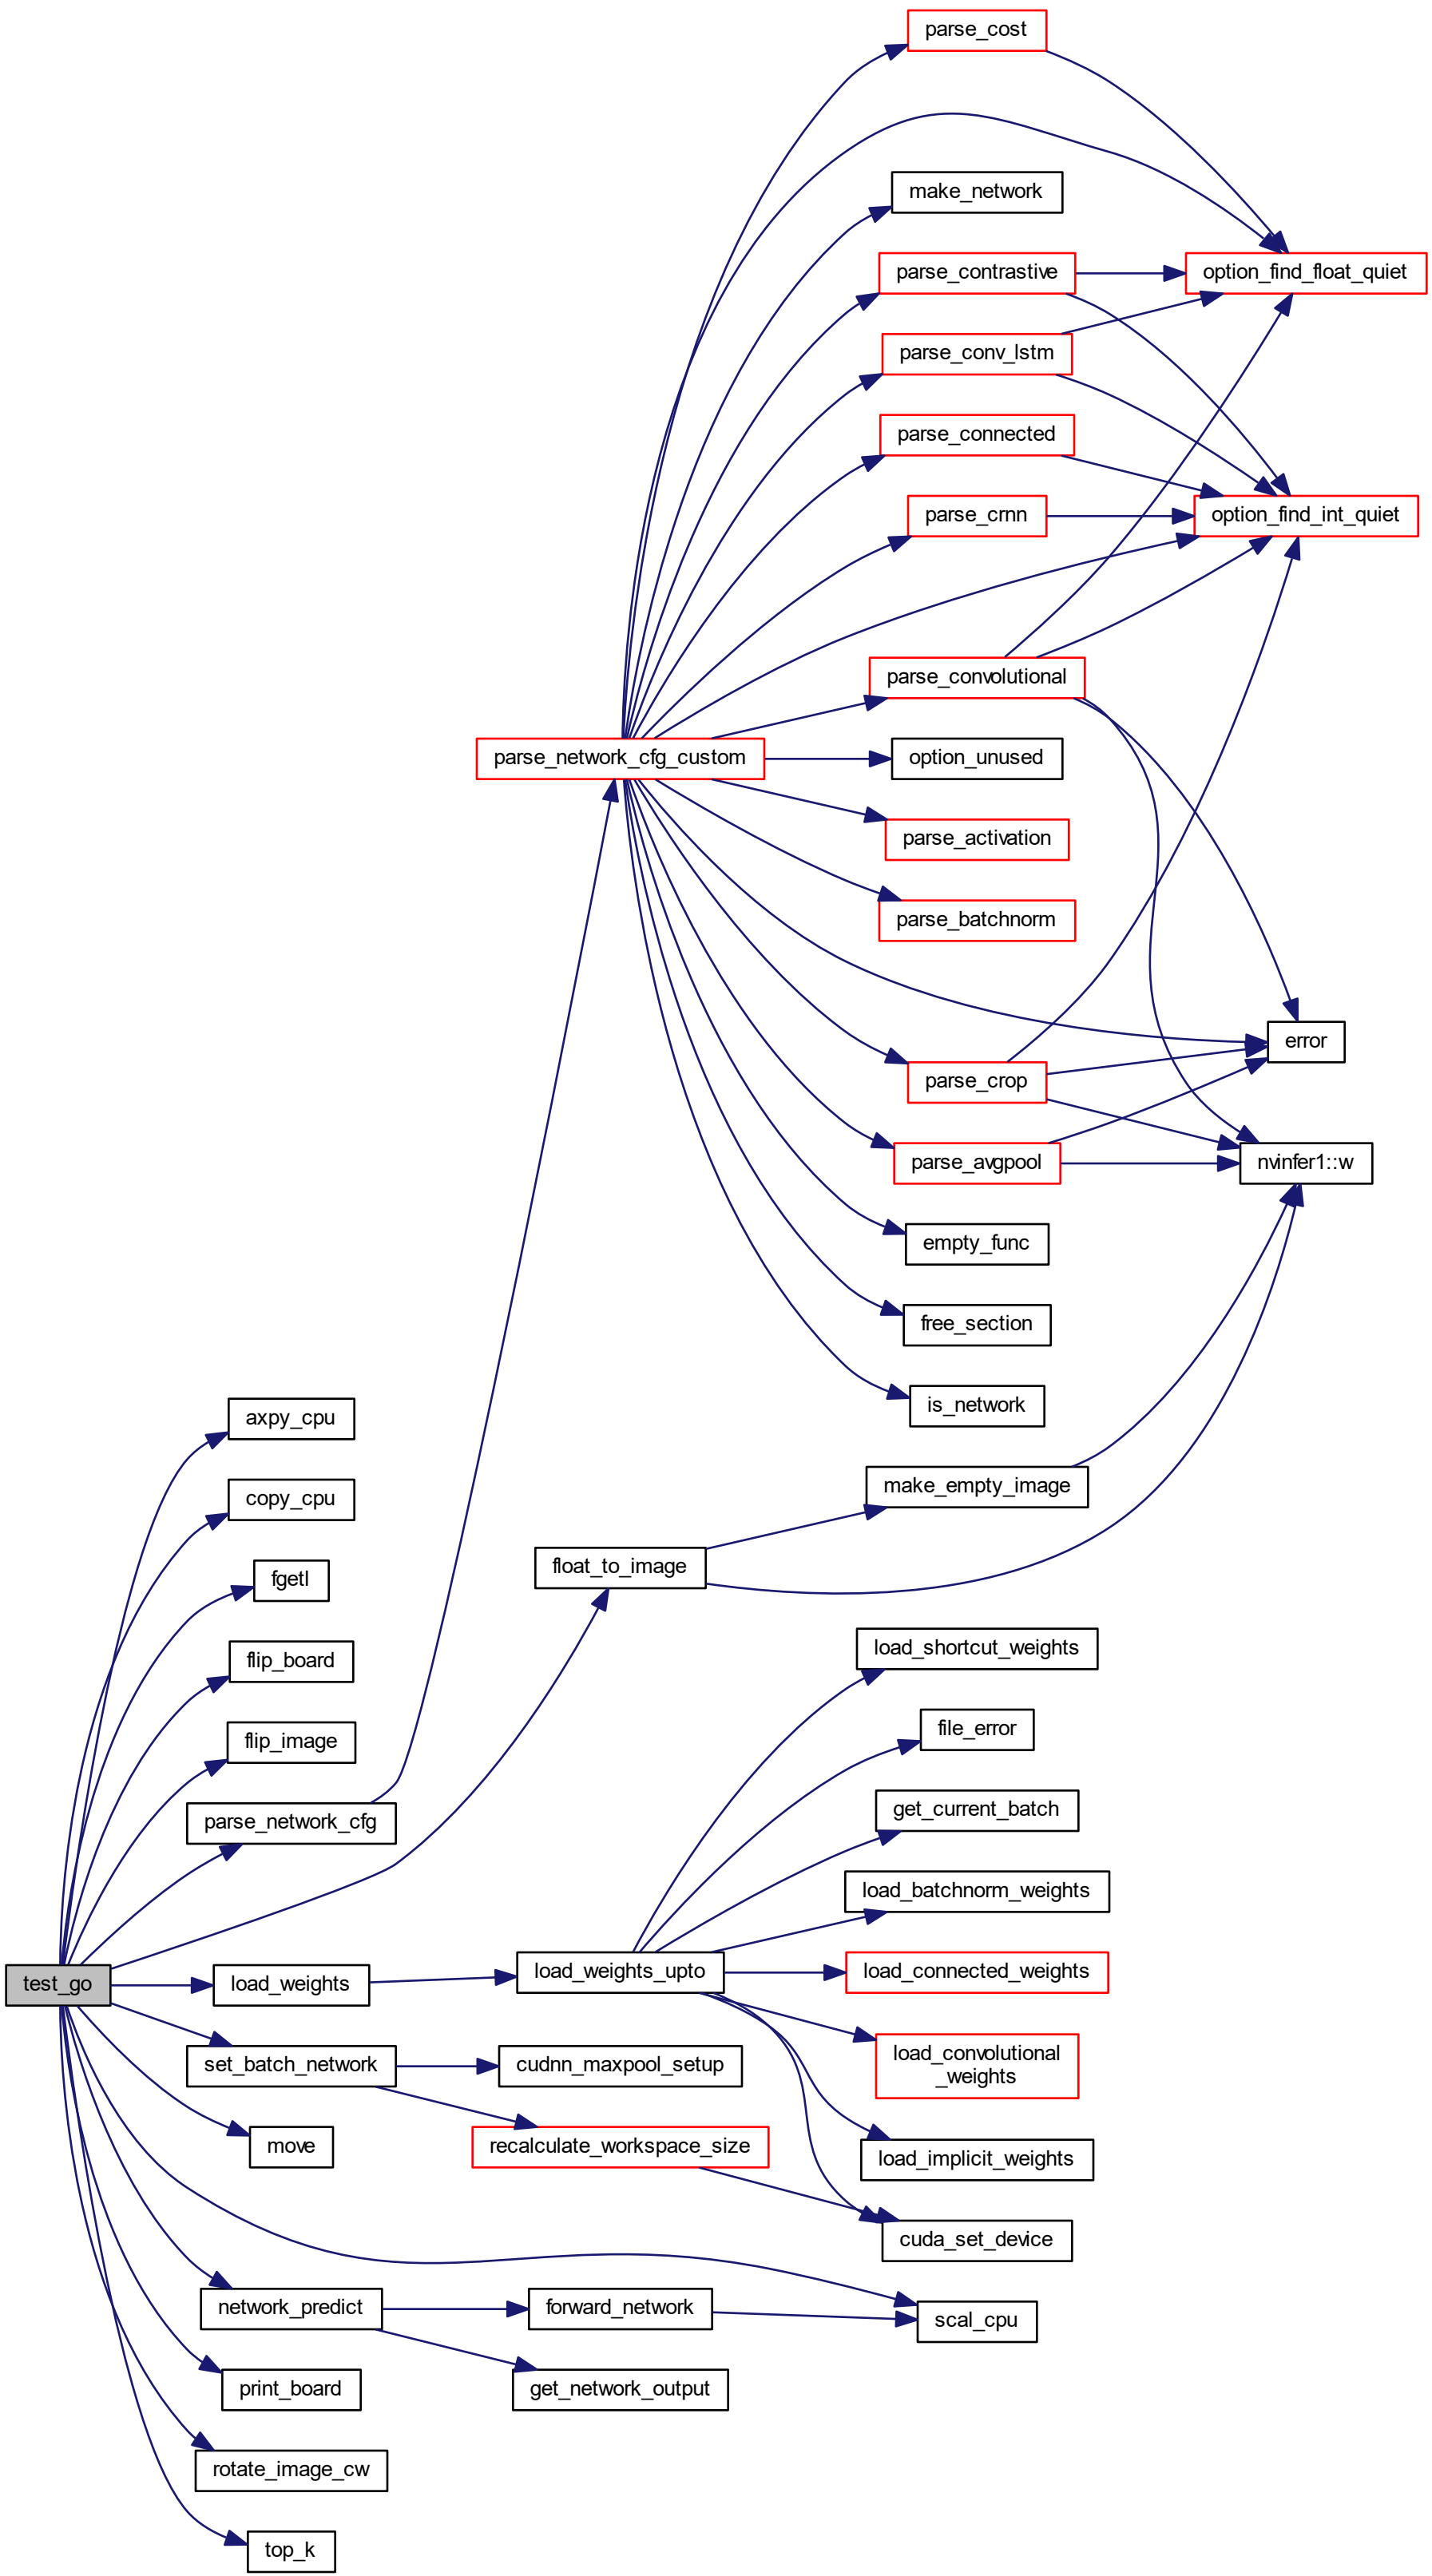 parse_cost
make_network
parse_contrastive
option_find_float_quiet
parse_conv_lstm
parse_connected
parse_crnn
option_find_int_quiet
parse_convolutional
parse_network_cfg_custom
option_unused
parse_activation
parse_batchnorm
error
parse_crop
parse_avgpool
nvinfer1::w
empty_func
free_section
is_network
axpy_cpu
make_empty_image
copy_cpu
float_to_image
fgetl
load_shortcut_weights
flip_board
file_error
flip_image
get_current_batch
parse_network_cfg
load_batchnorm_weights
test_go
load_weights
load_weights_upto
load_connected_weights
set_batch_network
cudnn_maxpool_setup
load_convolutional
_weights
move
recalculate_workspace_size
load_implicit_weights
cuda_set_device
network_predict
forward_network
scal_cpu
print_board
get_network_output
rotate_image_cw
top_k